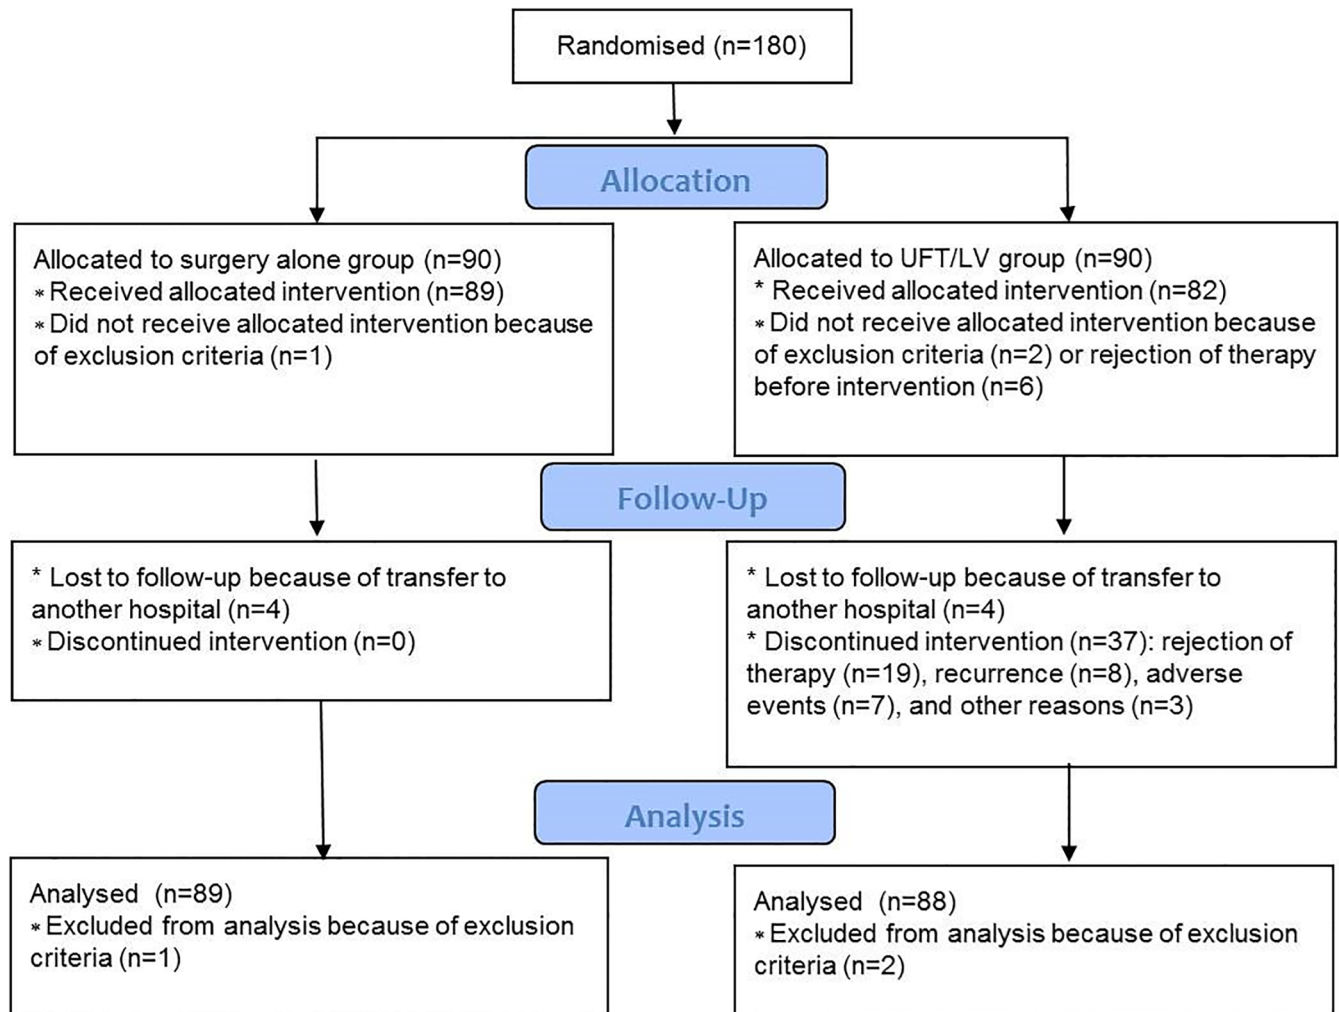 Randomised (n=180)
Allocation
Allocated to surgery alone group (n=90)
* Received allocated intervention (n=89)
* Did not receive allocated intervention because
of exclusion criteria (n=1)
Allocated to UFT/LV group (n=90)
* Received allocated intervention (n=82)
* Did not receive allocated intervention because
of exclusion criteria (n=2) or rejection of therapy
before intervention (n=6)
Follow-Up
* Lost to follow-up because of transfer to
another hospital (n=4)
* Discontinued intervention (n=0)
* Lost to follow-up because of transfer to
another hospital (n=4)
* Discontinued intervention (n=37): rejection of
therapy (n=19), recurrence (n=8), adverse
events (n=7), and other reasons (n=3)
Analysis
Analysed (n=89)
* Excluded from analysis because of exclusion
criteria (n=1)
Analysed (n=88)
* Excluded from analysis because of exclusion
criteria (n=2)